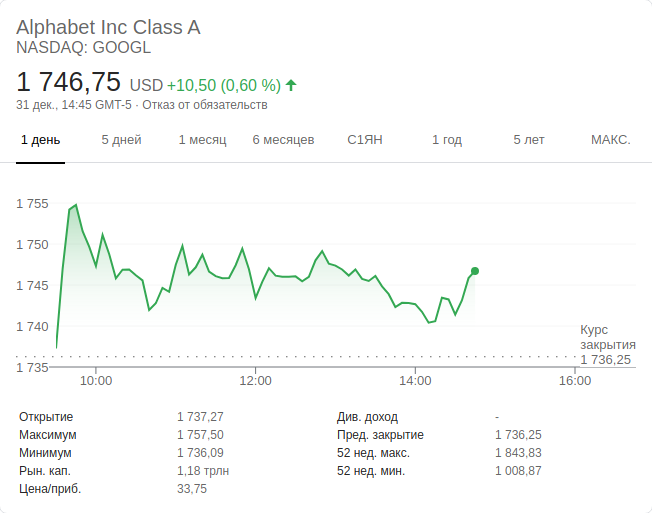 Alphabet Inc Class A
NASDAQ: GOOGL
1 746,75 USD +10,50 (0,60 %)
31 дек., 14:45 GMT-5 · Отказ от обязательств
1 день 5 дней 1 месяц 6 месяцев С1ЯН 1 год 5 лет МАКС.
1 755
1 750
1 745
1 740
1 735
Курс
закрытия
1 736,25
10:00 12:00 14:00 16:00
Открытие 1 737,27 Див. доход -
Максимум 1 757,50 Пред. закрытие 1 736,25
Минимум 1 736,09 52 нед. макс. 1 843,83
Рын. кап. 1,18 трлн 52 нед. мин. 1 008,87
Цена/приб. 33,75